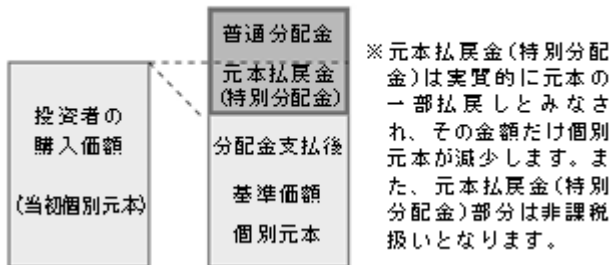 投資者の
購入価額
(当初個別元本)
普通分配金
元本払戻金
(特別分配金)
分配金支払後
基準価額
個別元本
※元本払戻金(特別分配
金)は実質的に元本の
一部払戻しとみなさ
れ、その金額だけ個別
元本が減少します。ま
た、元本払戻金(特別
分配金)部分は非課税
扱いとなります。